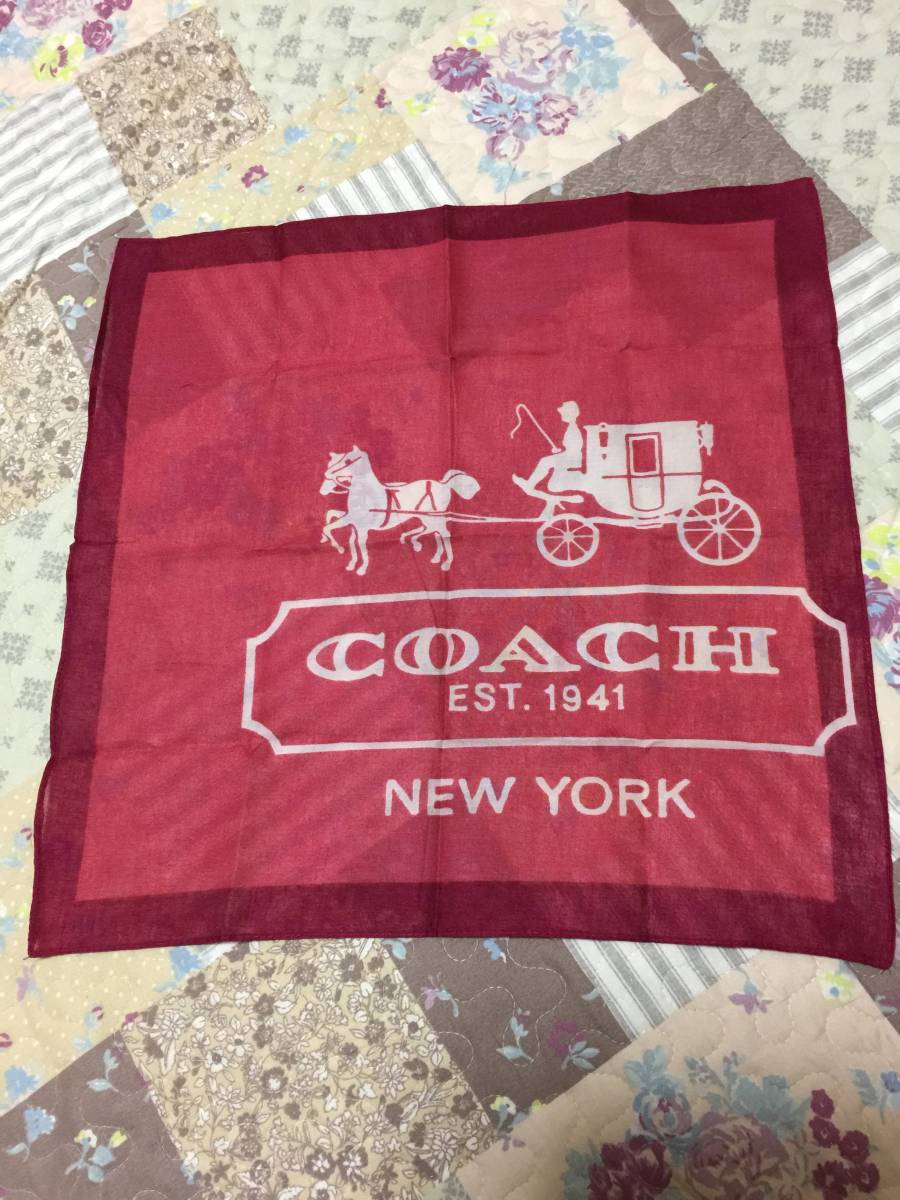 COACH
EST. 1941
NEW YORK